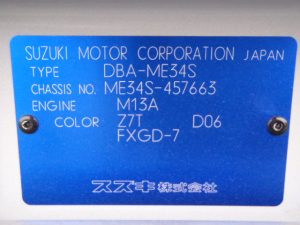 SUZUKI MOTOR CORPORATION JAPAN
TYPE DBA-ME34S
CHASSIS NO. ME34S-457663
ENGINE M13A
COLOR Z7T D06
FXGD-7
スズキ株式会社